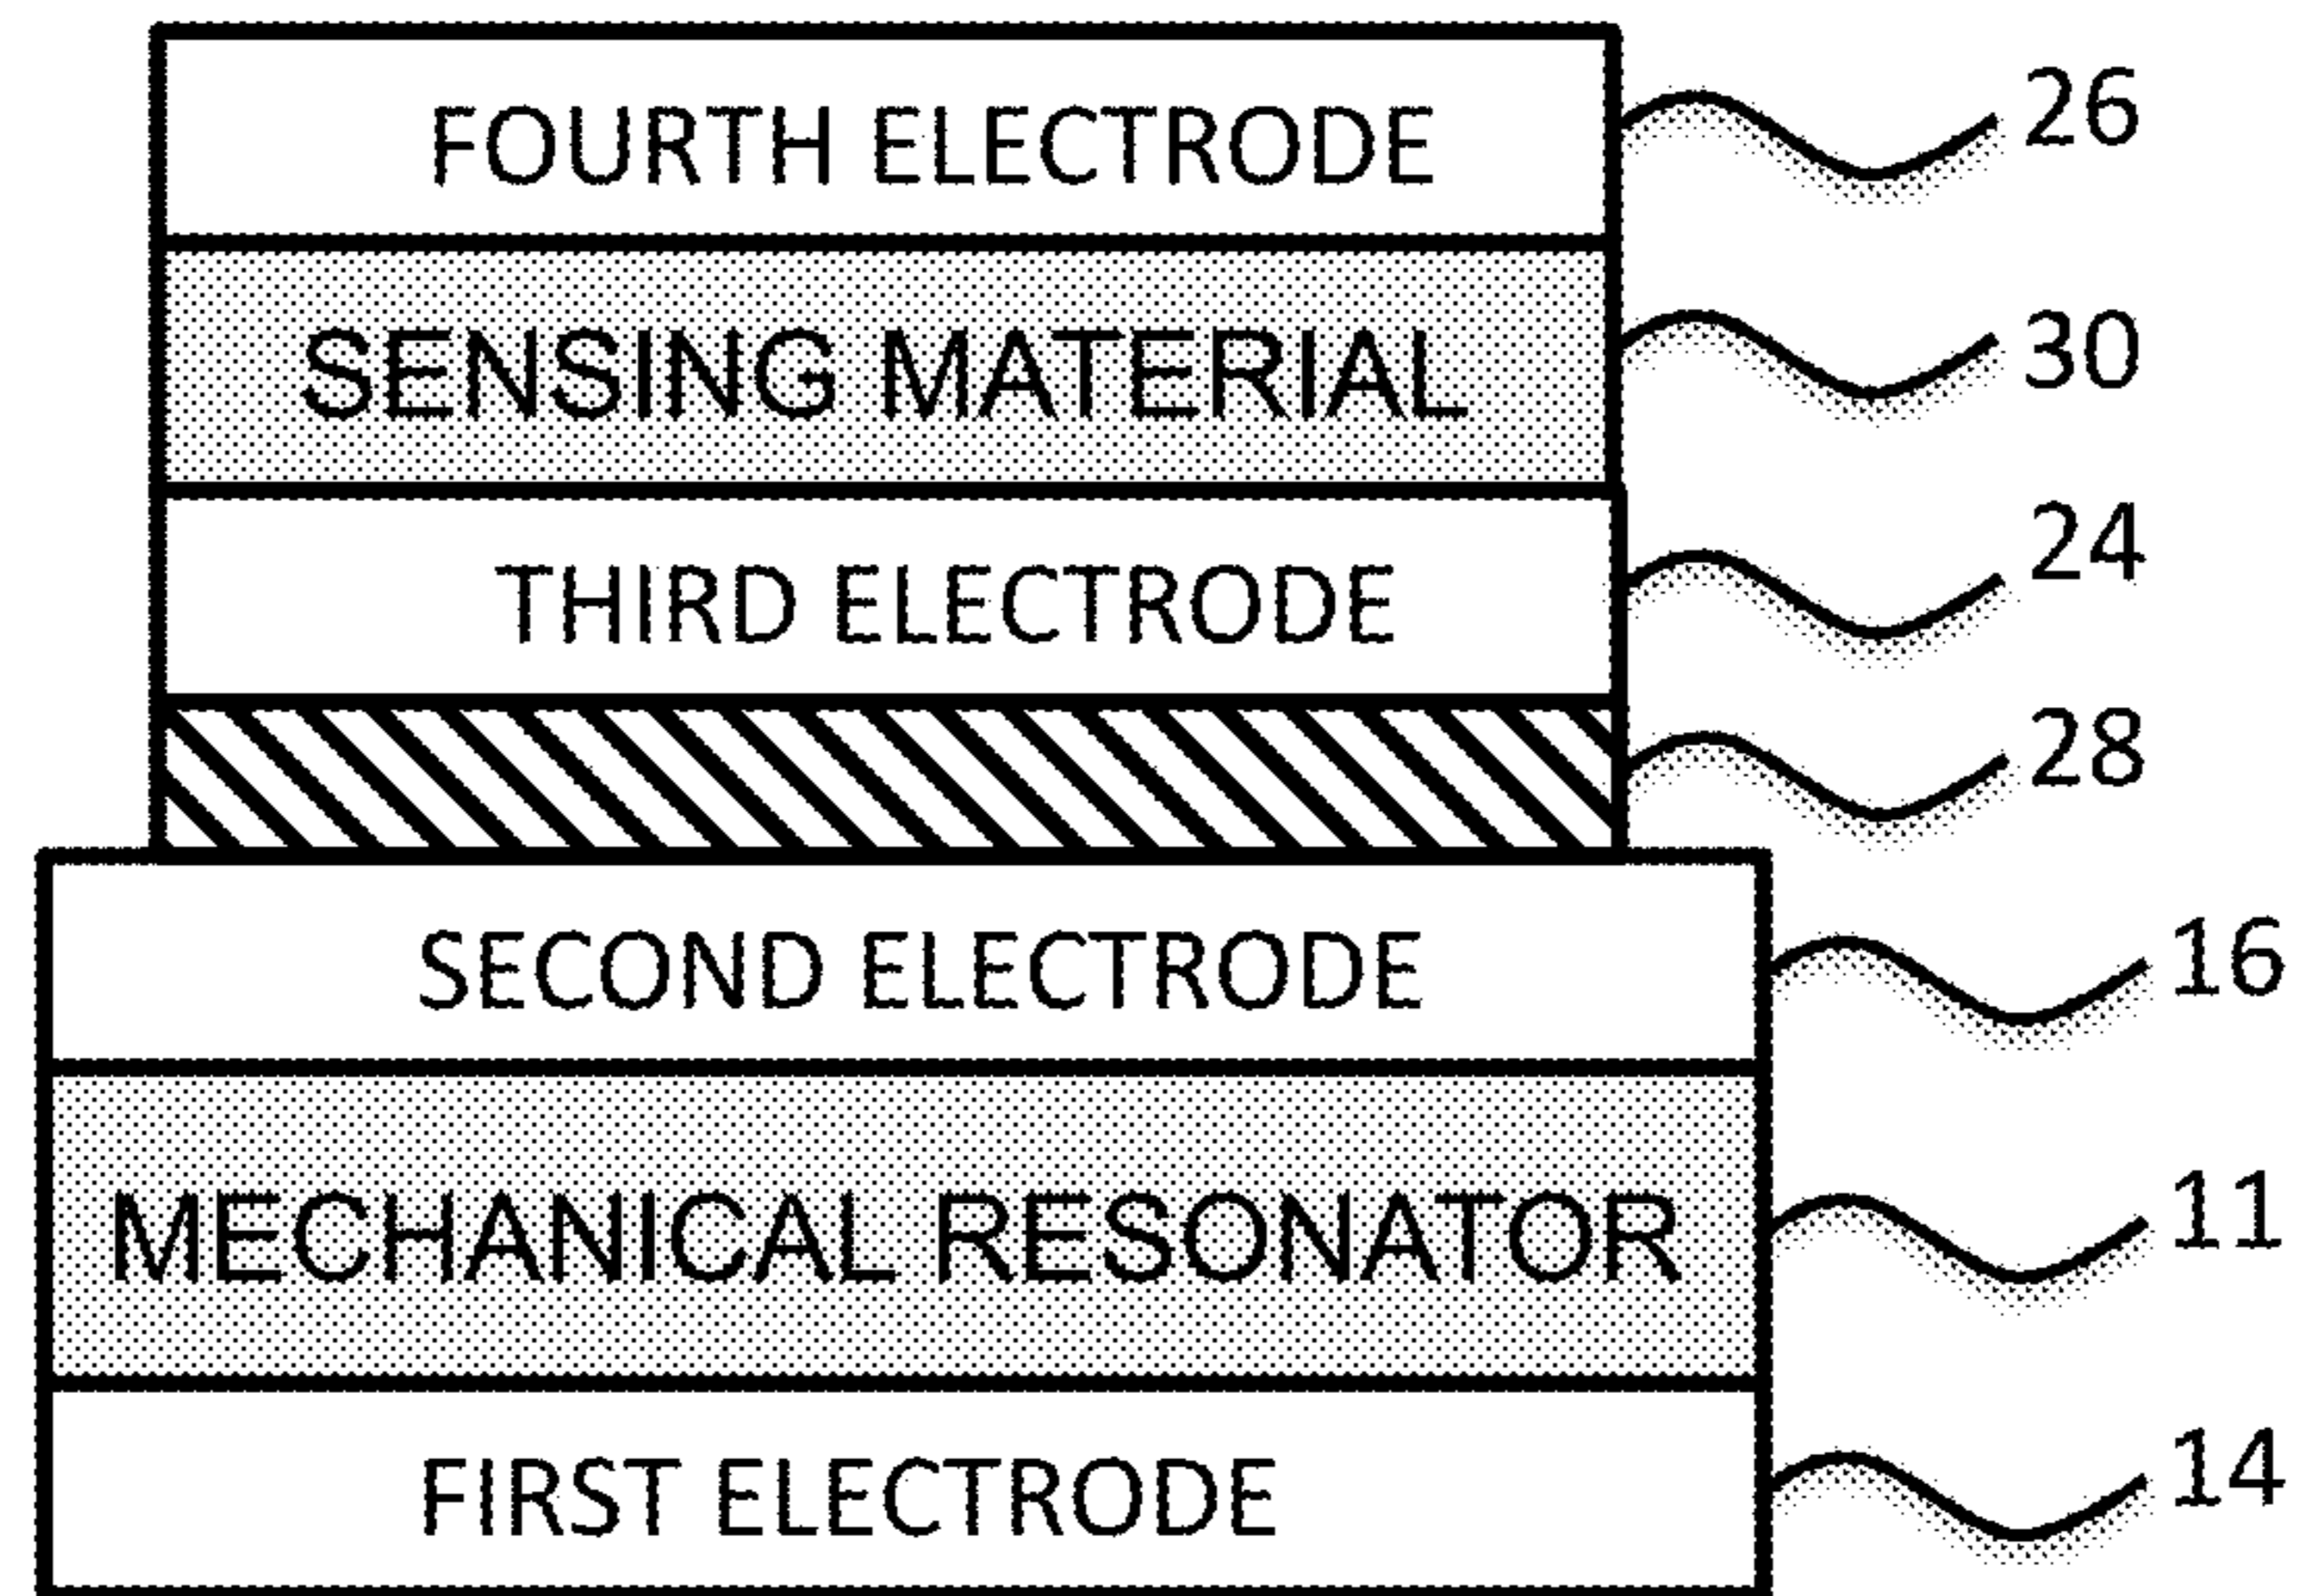 FOURTH ELECTRODE 26
SENSING MATERIAL 30
THIRD ELECTRODE 24
28
SECOND ELECTRODE 16
MECHANICAL RESONATOR 11
FIRST ELECTRODE 14